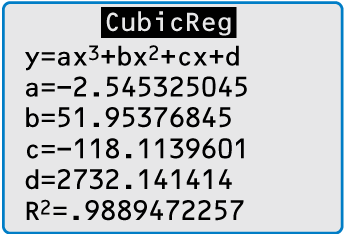 CubicReg
y=ax³+bx²+cx+d
a=-2.545325045
b=51.95376845
c=-118.1139601
d=2732.141414
R²=.9889472257